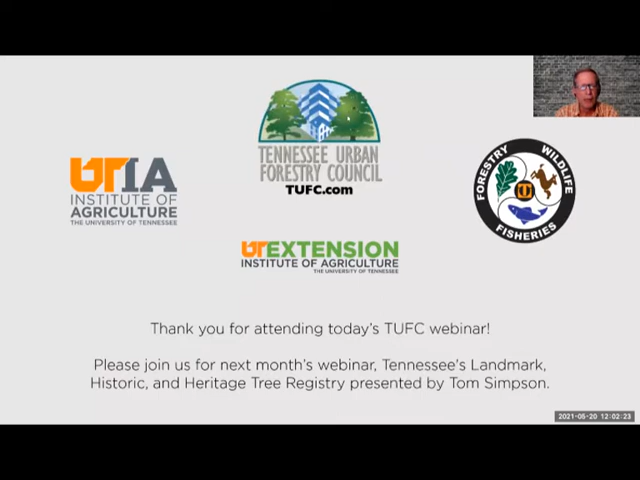 TENNESSEE URBAN
FORESTRY COUNCIL
TUFC.com
UTIA
INSTITUTE OF
AGRICULTURE
THE UNIVERSITY OF TENNESSEE
FORESTRY WILDLIFE
FISHERIES
UT EXTENSION
INSTITUTE OF AGRICULTURE
THE UNIVERSITY OF TENNESSEE
Thank you for attending today's TUFC webinar!
Please join us for next month's webinar, Tennessee's Landmark,
Historic, and Heritage Tree Registry presented by Tom Simpson.
2021-05-20 12:02:23